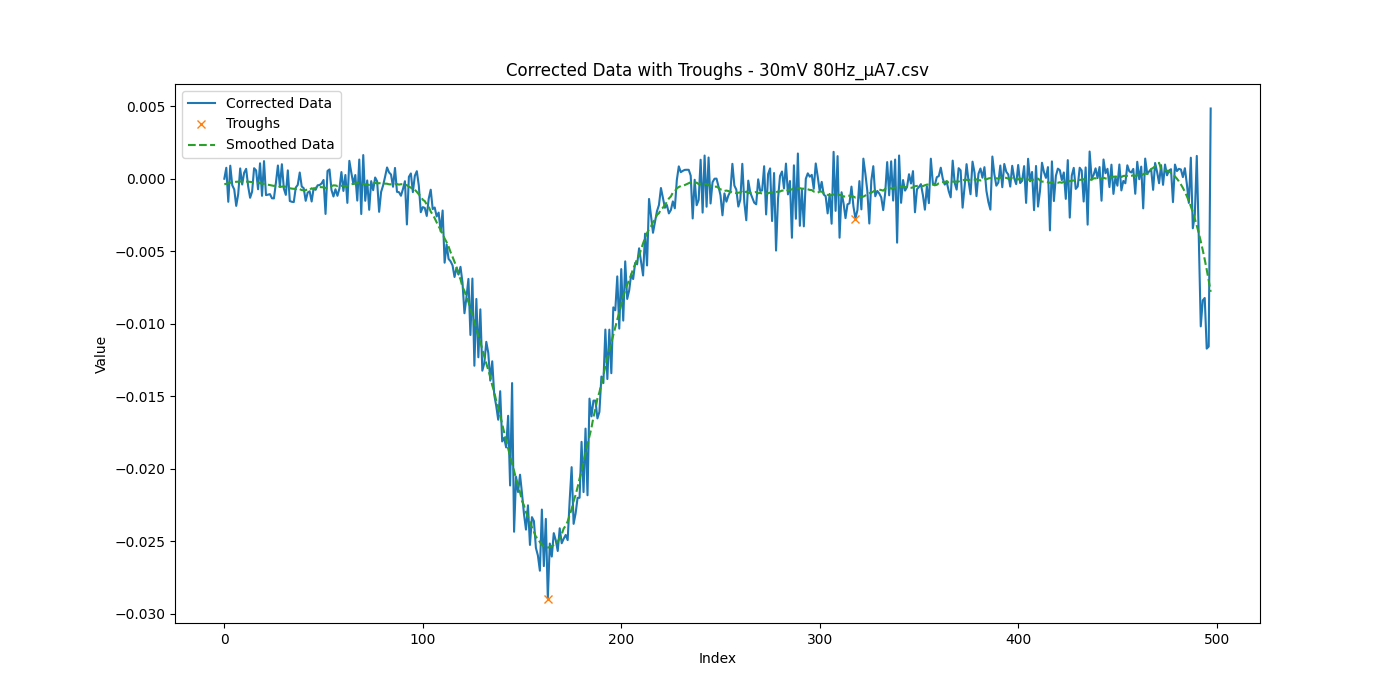 Corrected Data with Troughs - 30mV 80Hz_μA7.csv
Corrected Data
Troughs
Smoothed Data
0.005
0.000
−0.005
−0.010
−0.015
−0.020
−0.025
−0.030
Value
0 100 200 300 400 500
Index